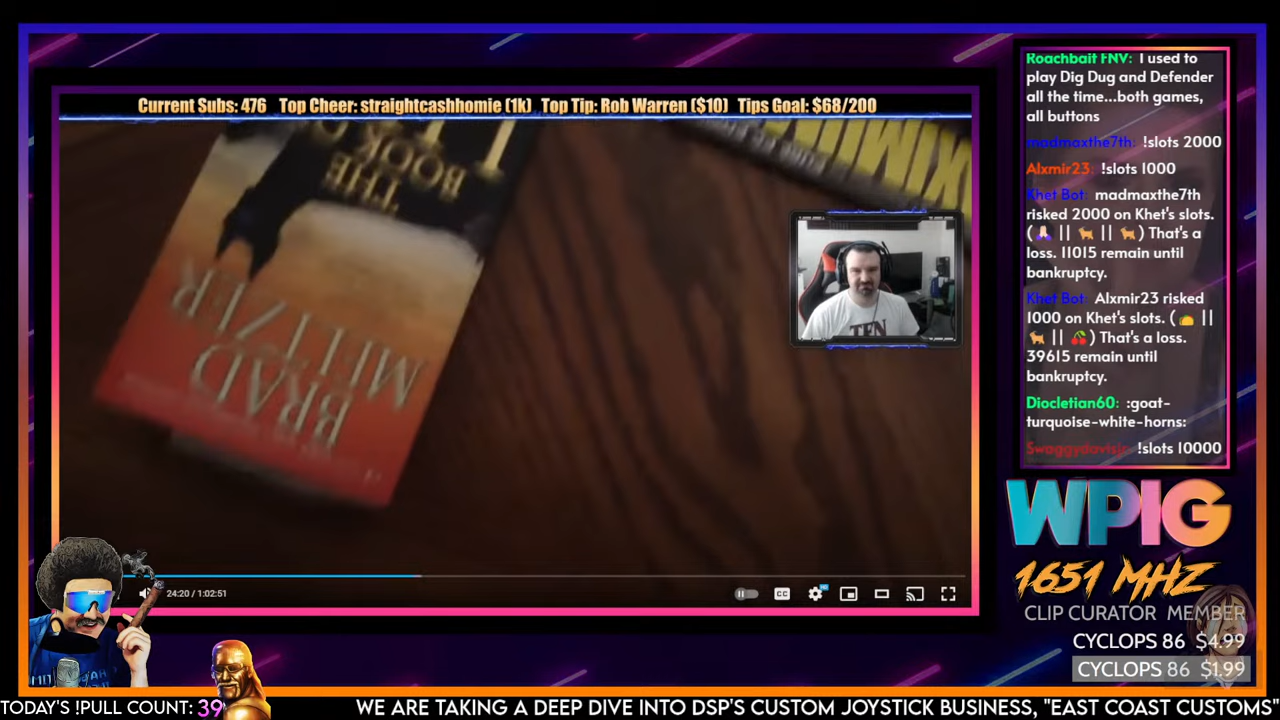 Current Subs: 476 Top Cheer: straightcashhomie (1k) Top Tip: Rob Warren ($10) Tips Goal: $68/200
BRAD
MELTZER
THE
BOOK
TEN
24:20 / 1:02:51
CC
Roachbait FNV: I used to
play Dig Dug and Defender
all the time...both games,
all buttons
madmaxthe7th: !slots 2000
Alxmir23: !slots 1000
Khet Bot: madmaxthe7th
risked 2000 on Khet's slots.
( 🙏🏻 || 🐕 || 🐕 ) That's a
loss. 11015 remain until
bankruptcy.
Khet Bot: Alxmir23 risked
1000 on Khet's slots. ( 🌮 ||
🐕 || 🍒 ) That's a loss.
39615 remain until
bankruptcy.
Diocletian60: :goat-
turquoise-white-horns:
!slots 10000
WPIG
1651 MHZ
CLIP CURATOR MEMBER
CYCLOPS 86 $4.99
CYCLOPS 86 $1.99
TODAY'S !PULL COUNT: 39
WE ARE TAKING A DEEP DIVE INTO DSP'S CUSTOM JOYSTICK BUSINESS, "EAST COAST CUSTOMS"